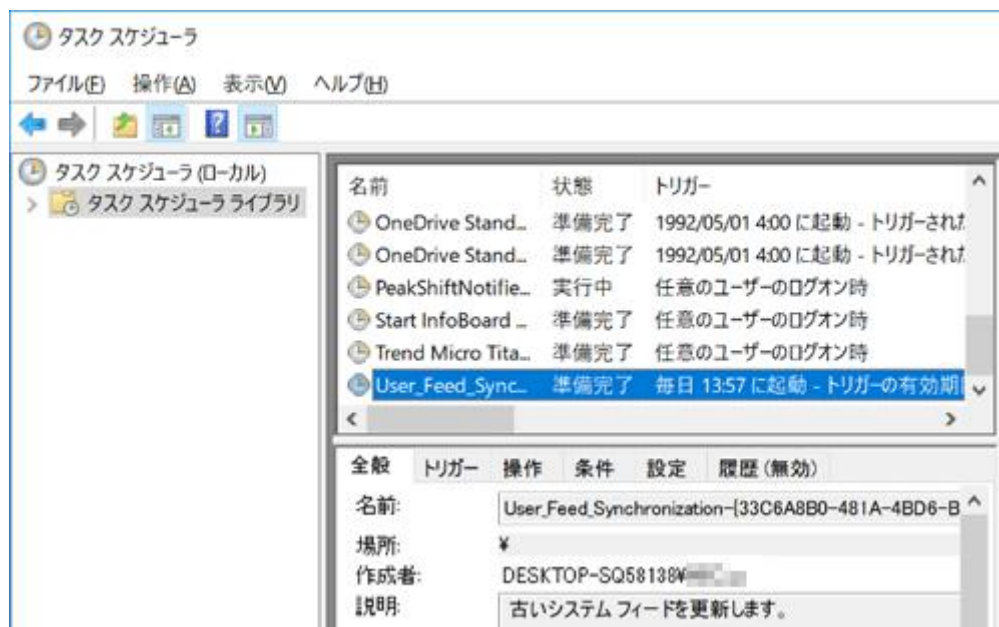 タスク スケジューラ
ファイル(F) 操作(A) 表示(V) ヘルプ(H)
タスク スケジューラ (ローカル)
タスク スケジューラ ライブラリ
名前 状態 トリガー
OneDrive Stand... 準備完了 1992/05/01 4:00 に起動 - トリガーされた
OneDrive Stand... 準備完了 1992/05/01 4:00 に起動 - トリガーされた
PeakShiftNotifie... 実行中 任意のユーザーのログオン時
Start InfoBoard ... 準備完了 任意のユーザーのログオン時
Trend Micro Tita... 準備完了 任意のユーザーのログオン時
User_Feed_Sync... 準備完了 毎日 13:57 に起動 - トリガーの有効期
全般 トリガー 操作 条件 設定 履歴 (無効)
名前: User_Feed_Synchronization-{33C6A8B0-481A-4BD6-B
場所: ¥
作成者: DESKTOP-SQ58138¥
説明: 古いシステム フィードを更新します。